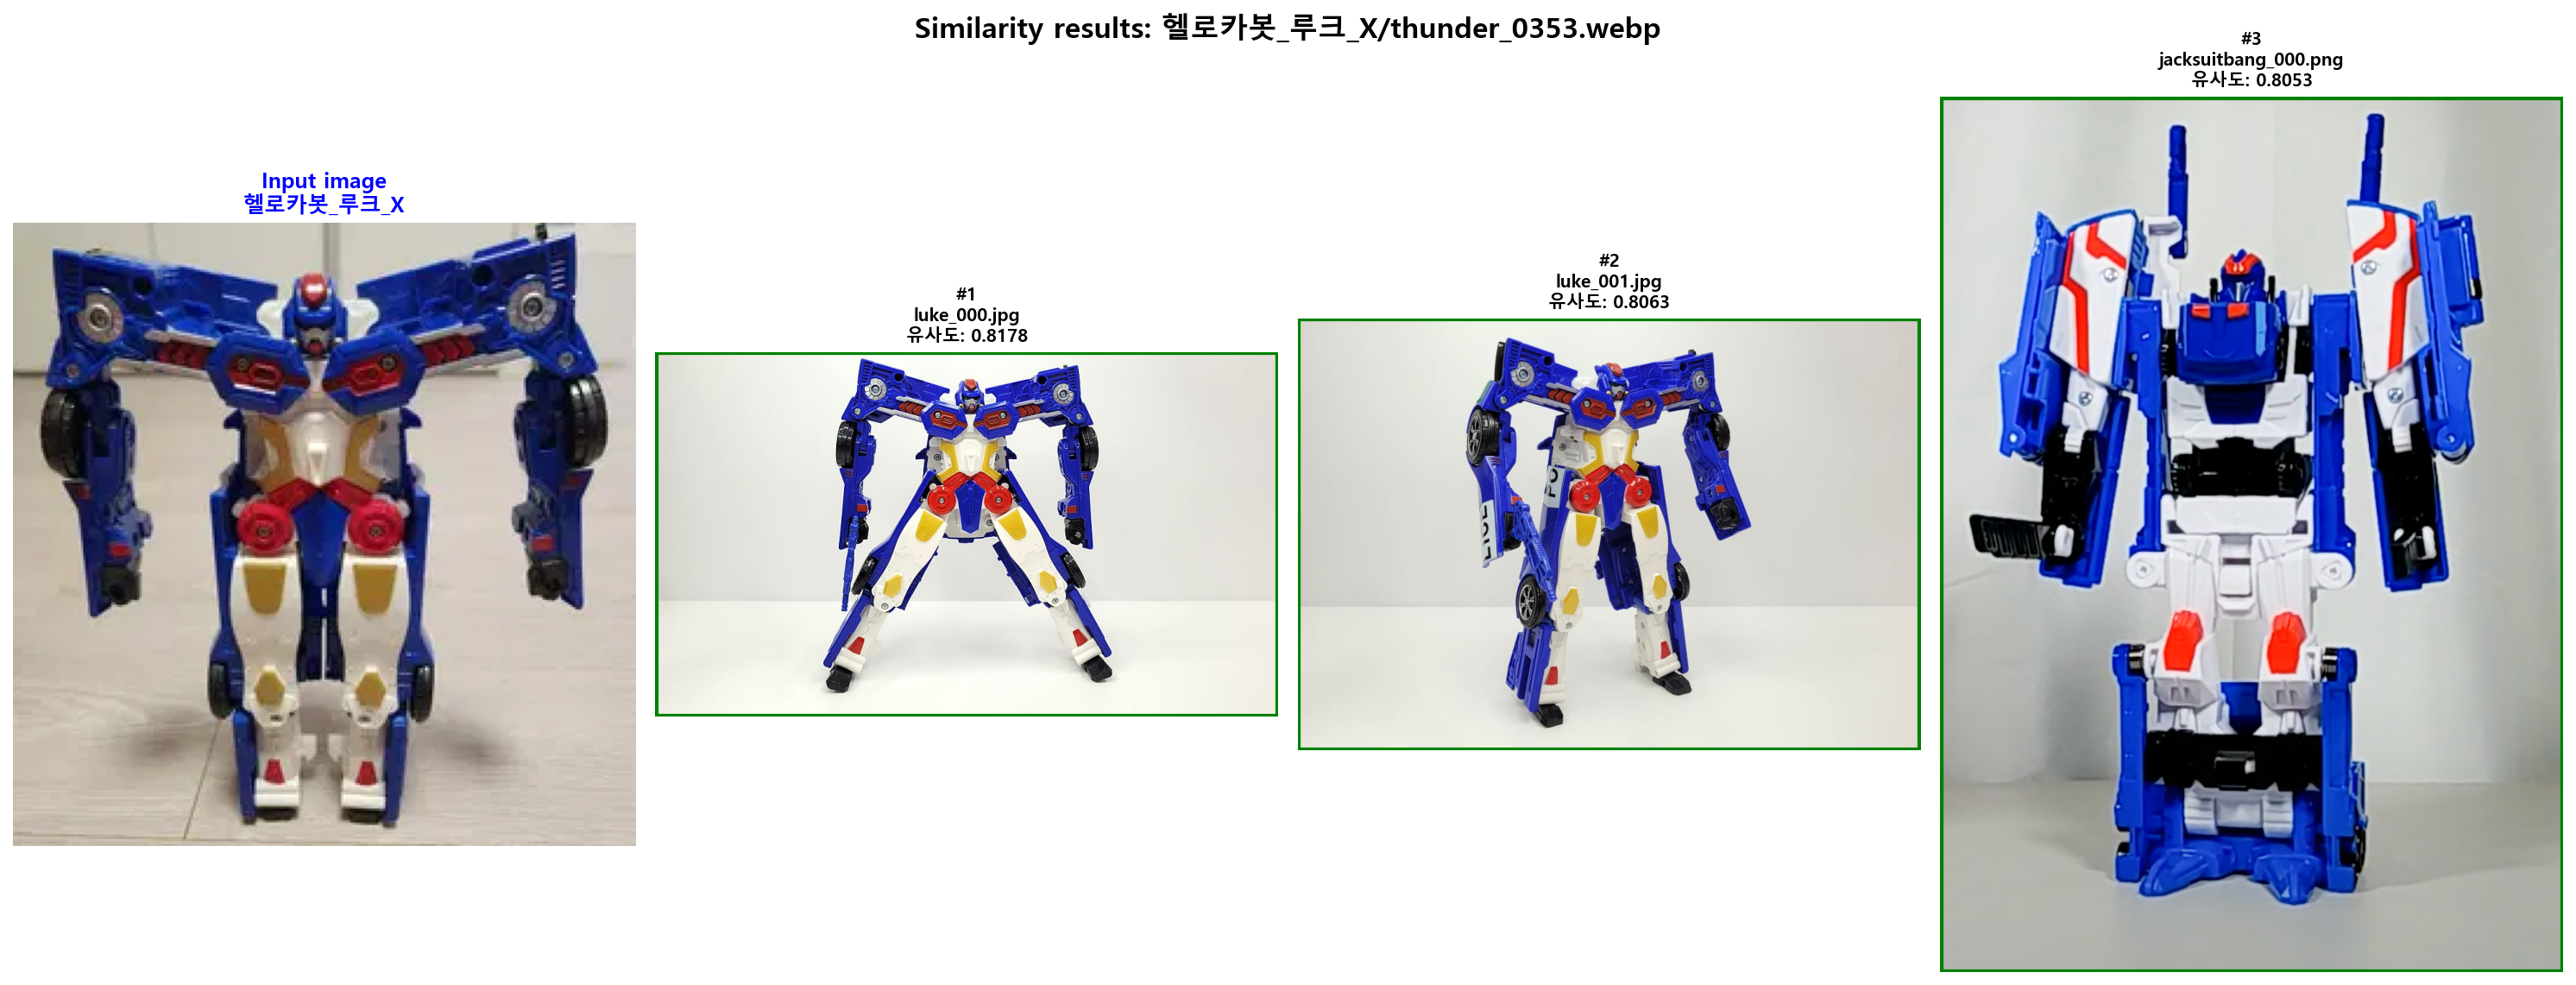 Similarity results: 헬로카봇_루크_X/thunder_0353.webp
Input image
헬로카봇_루크_X
#1
luke_000.jpg
유사도: 0.8178
#2
luke_001.jpg
유사도: 0.8063
#3
jacksuitbang_000.png
유사도: 0.8053